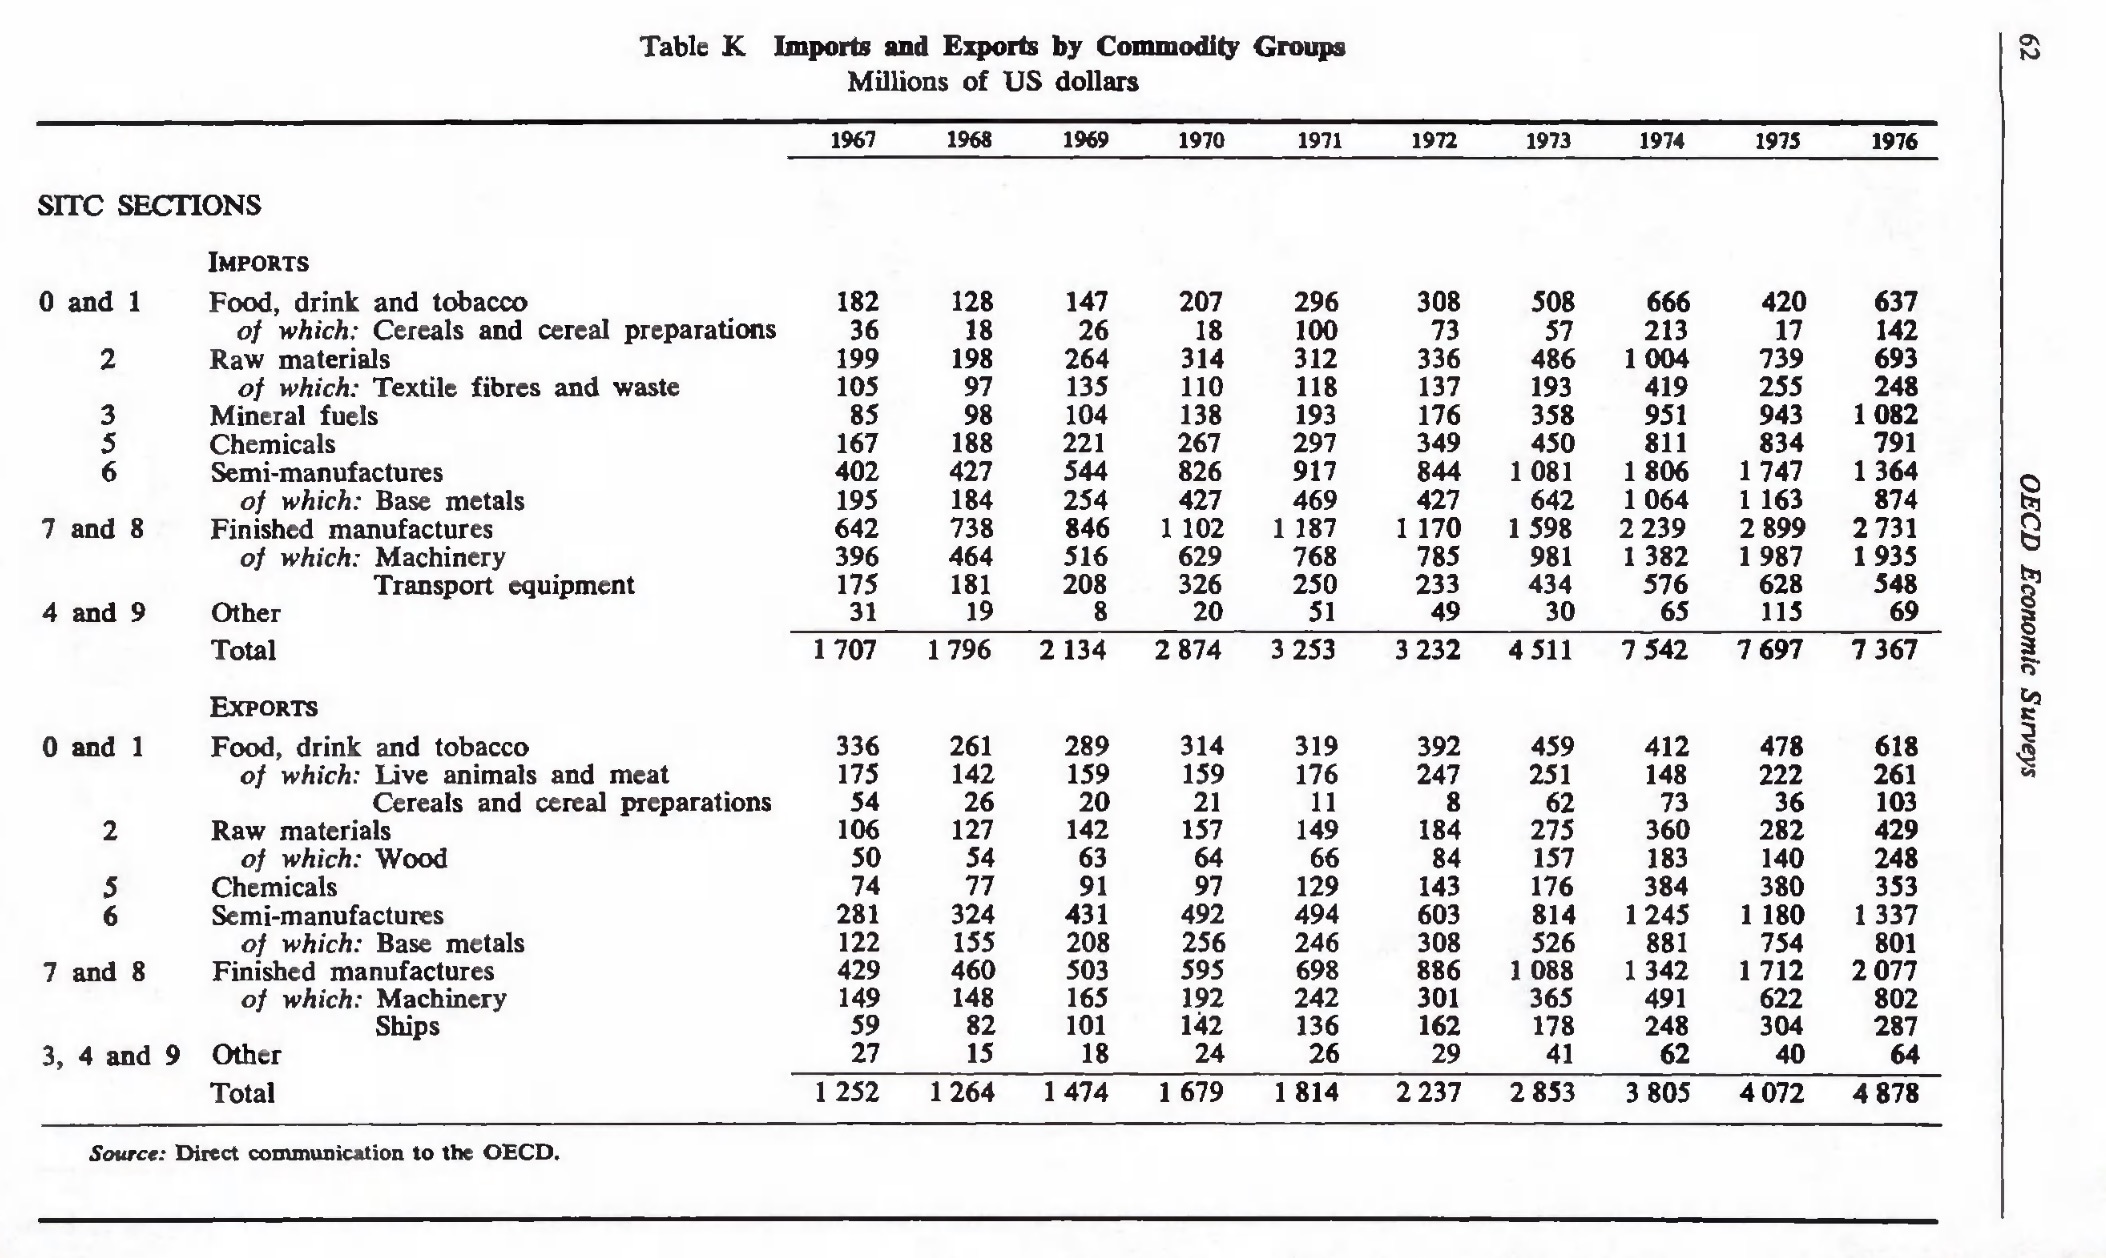 Table K Imports and Exports by Commodity Groups
Millions of US dollars
1967 1968 1969 1970 1971 1972 1973 1974 1975 1976
SITC SECTIONS
IMPORTS
0 and 1 Food, drink and tobacco 182 128 147 207 296 308 508 666 420 637
of which: Cereals and cereal preparations 36 18 26 18 100 73 57 213 17 142
2 Raw materials 199 198 264 314 312 336 486 1 004 739 693
of which: Textile fibres and waste 105 97 135 110 118 137 193 419 255 248
3 Mineral fuels 85 98 104 138 193 176 358 951 943 1 082
5 Chemicals 167 188 221 267 297 349 450 811 834 791
6 Semi-manufactures 402 427 544 826 917 844 1 081 1 806 1 747 1 364
of which: Base metals 195 184 254 427 469 427 642 1 064 1 163 874
7 and 8 Finished manufactures 642 738 846 1 102 1 187 1 170 1 598 2 239 2 899 2 731
of which: Machinery 396 464 516 629 768 785 981 1 382 1 987 1 935
Transport equipment 175 181 208 326 250 233 434 576 628 548
4 and 9 Other 31 19 8 20 51 49 30 65 115 69
Total 1 707 1 796 2 134 2 874 3 253 3 232 4 511 7 542 7 697 7 367
EXPORTS
0 and 1 Food, drink and tobacco 336 261 289 314 319 392 459 412 478 618
of which: Live animals and meat 175 142 159 159 176 247 251 148 222 261
Cereals and cereal preparations 54 26 20 21 11 8 62 73 36 103
2 Raw materials 106 127 142 157 149 184 275 360 282 429
of which: Wood 50 54 63 64 66 84 157 183 140 248
5 Chemicals 74 77 91 97 129 143 176 384 380 353
6 Semi-manufactures 281 324 431 492 494 603 814 1 245 1 180 1 337
of which: Base metals 122 155 208 256 246 308 526 881 754 801
7 and 8 Finished manufactures 429 460 503 595 698 886 1 088 1 342 1 712 2 077
of which: Machinery 149 148 165 192 242 301 365 491 622 802
Ships 59 82 101 142 136 162 178 248 304 287
3, 4 and 9 Other 27 15 18 24 26 29 41 62 40 64
Total 1 252 1 264 1 474 1 679 1 814 2 237 2 853 3 805 4 072 4 878
Source: Direct communication to the OECD.
62
OECD Economic Surveys